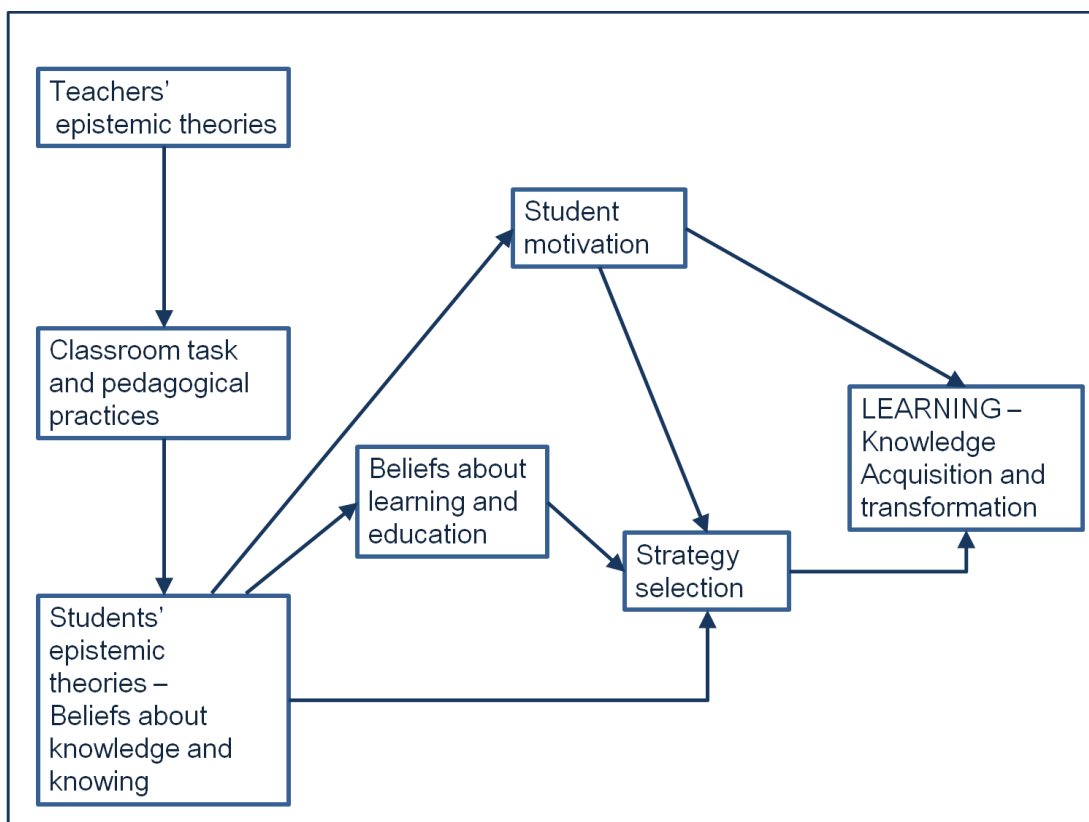 Teachers'
epistemic theories
Student
motivation
Classroom task
and pedagogical
practices
LEARNING –
Knowledge
Acquisition and
transformation
Beliefs about
learning and
education
Strategy
selection
Students'
epistemic
theories –
Beliefs about
knowledge and
knowing